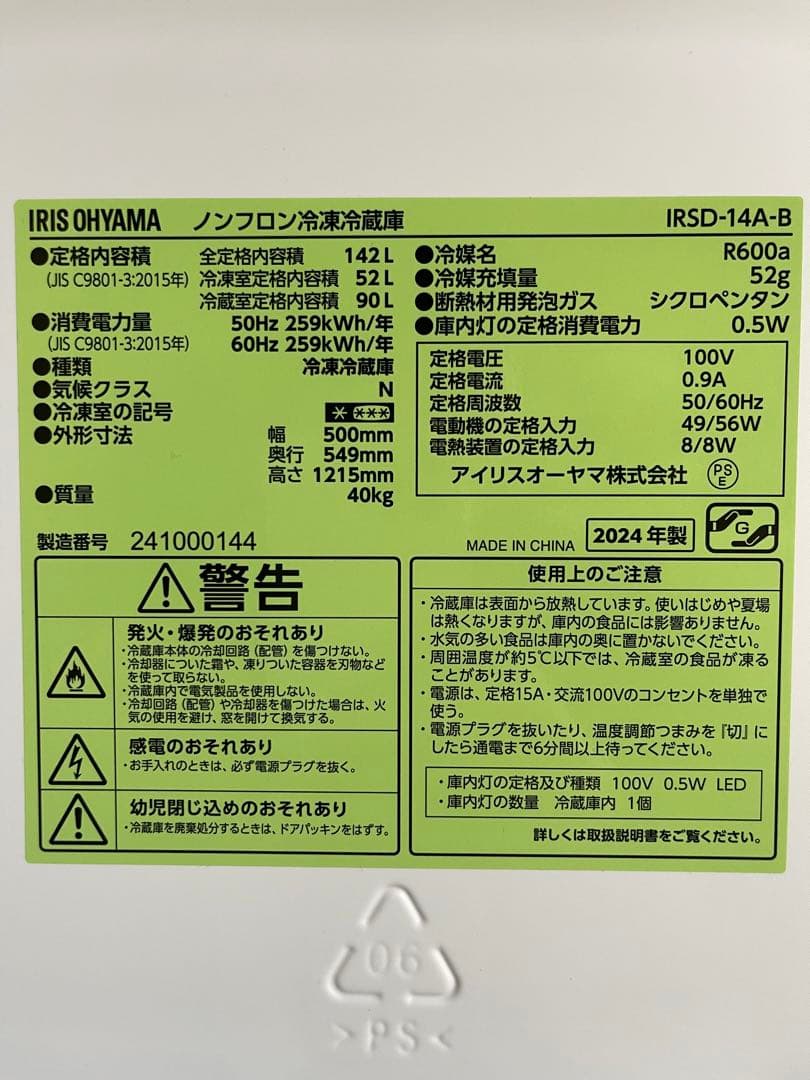 IRIS OHYAMA ノンフロン冷凍冷蔵庫 IRSD-14A-B
●定格内容積 全定格内容積 142 L
(JIS C9801-3:2015年) 冷凍室定格内容積 52 L
冷蔵室定格内容積 90 L
●消費電力量 50Hz 259kWh/年
(JIS C9801-3:2015年) 60Hz 259kWh/年
●種類 冷凍冷蔵庫
●気候クラス N
●冷凍室の記号
●外形寸法 幅 500mm
奥行 549mm
高さ 1215mm
●質量 40kg
●冷媒名 R600a
●冷媒充填量 52g
●断熱材用発泡ガス シクロペンタン
●庫内灯の定格消費電力 0.5W
定格電圧 100V
定格電流 0.9A
定格周波数 50/60Hz
電動機の定格入力 49/56W
電熱装置の定格入力 8/8W
アイリスオーヤマ株式会社 PSE
製造番号 241000144
MADE IN CHINA 2024 年製 G
警告
発火・爆発のおそれあり
・冷蔵庫本体の冷却回路(配管)を傷つけない。
・冷却器についた霜や、凍りついた容器を刃物など
を使って取らない。
・冷蔵庫内で電気製品を使用しない。
・冷却回路(配管)や冷却器を傷つけた場合は、火
気の使用を避け、窓を開けて換気する。
感電のおそれあり
・お手入れのときは、必ず電源プラグを抜く。
幼児閉じ込めのおそれあり
・冷蔵庫を廃棄処分するときは、ドアパッキンをはずす。
使用上のご注意
・冷蔵庫は表面から放熱しています。使いはじめや夏場
は熱くなりますが、庫内の食品には影響ありません。
・水気の多い食品は庫内の奥に置かないでください。
・周囲温度が約5℃以下では、冷蔵室の食品が凍る
ことがあります。
・電源は、定格15A・交流100Vのコンセントを単独で
使う。
・電源プラグを抜いたり、温度調節つまみを『切』に
したら通電まで6分間以上待ってください。
・庫内灯の定格及び種類 100V 0.5W LED
・庫内灯の数量 冷蔵庫内 1個
詳しくは取扱説明書をご覧ください。
06
>PS<